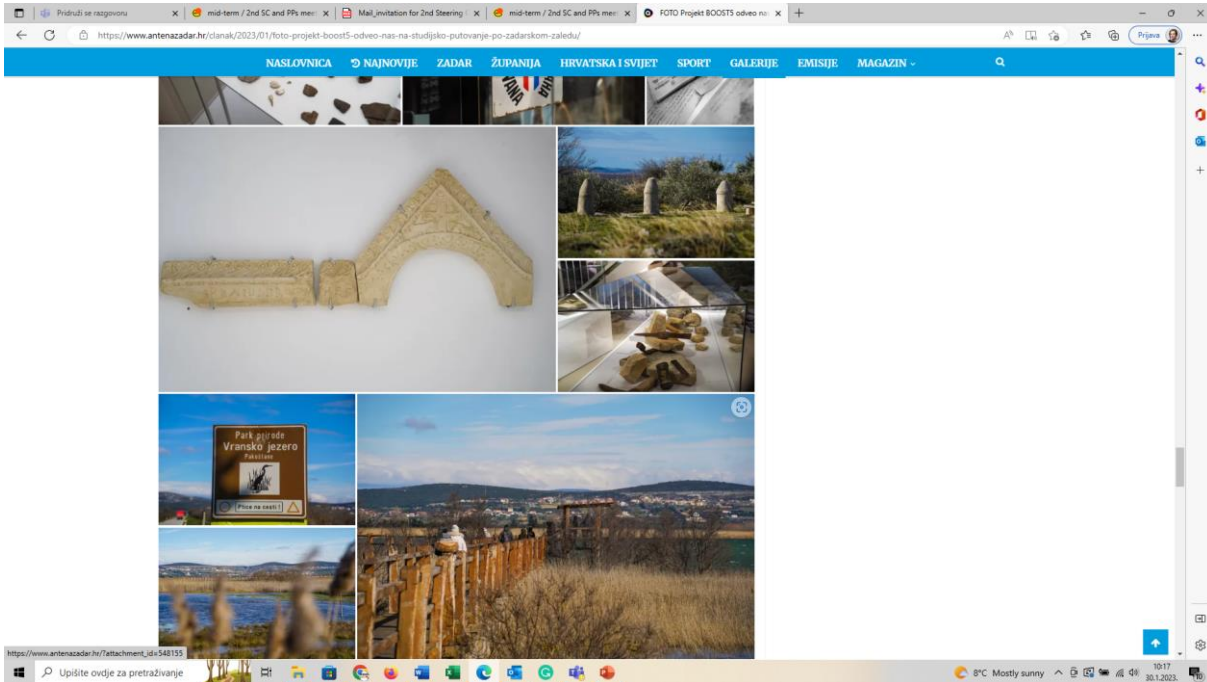 Pridruži se razgovoru
mid-term / 2nd SC and PPs meet
Mail_invitation for 2nd Steering
mid-term / 2nd SC and PPs meet
FOTO Projekt BOOST5 odveo nas
https://www.antenazadar.hr/clanak/2023/01/foto-projekt-boost5-odveo-nas-na-studijsko-putovanje-po-zadarskom-zaledu/
Prijava
NASLOVNICA NAJNOVIJE ZADAR ŽUPANIJA HRVATSKA I SVIJET SPORT GALERIJE EMISIJE MAGAZIN
Park prirode
Vransko jezero
Pakoštane
Ptice na cesti !
https://www.antenazadar.hr/?attachment_id=548155
Upišite ovdje za pretraživanje
8°C Mostly sunny
10:17
30.1.2023.